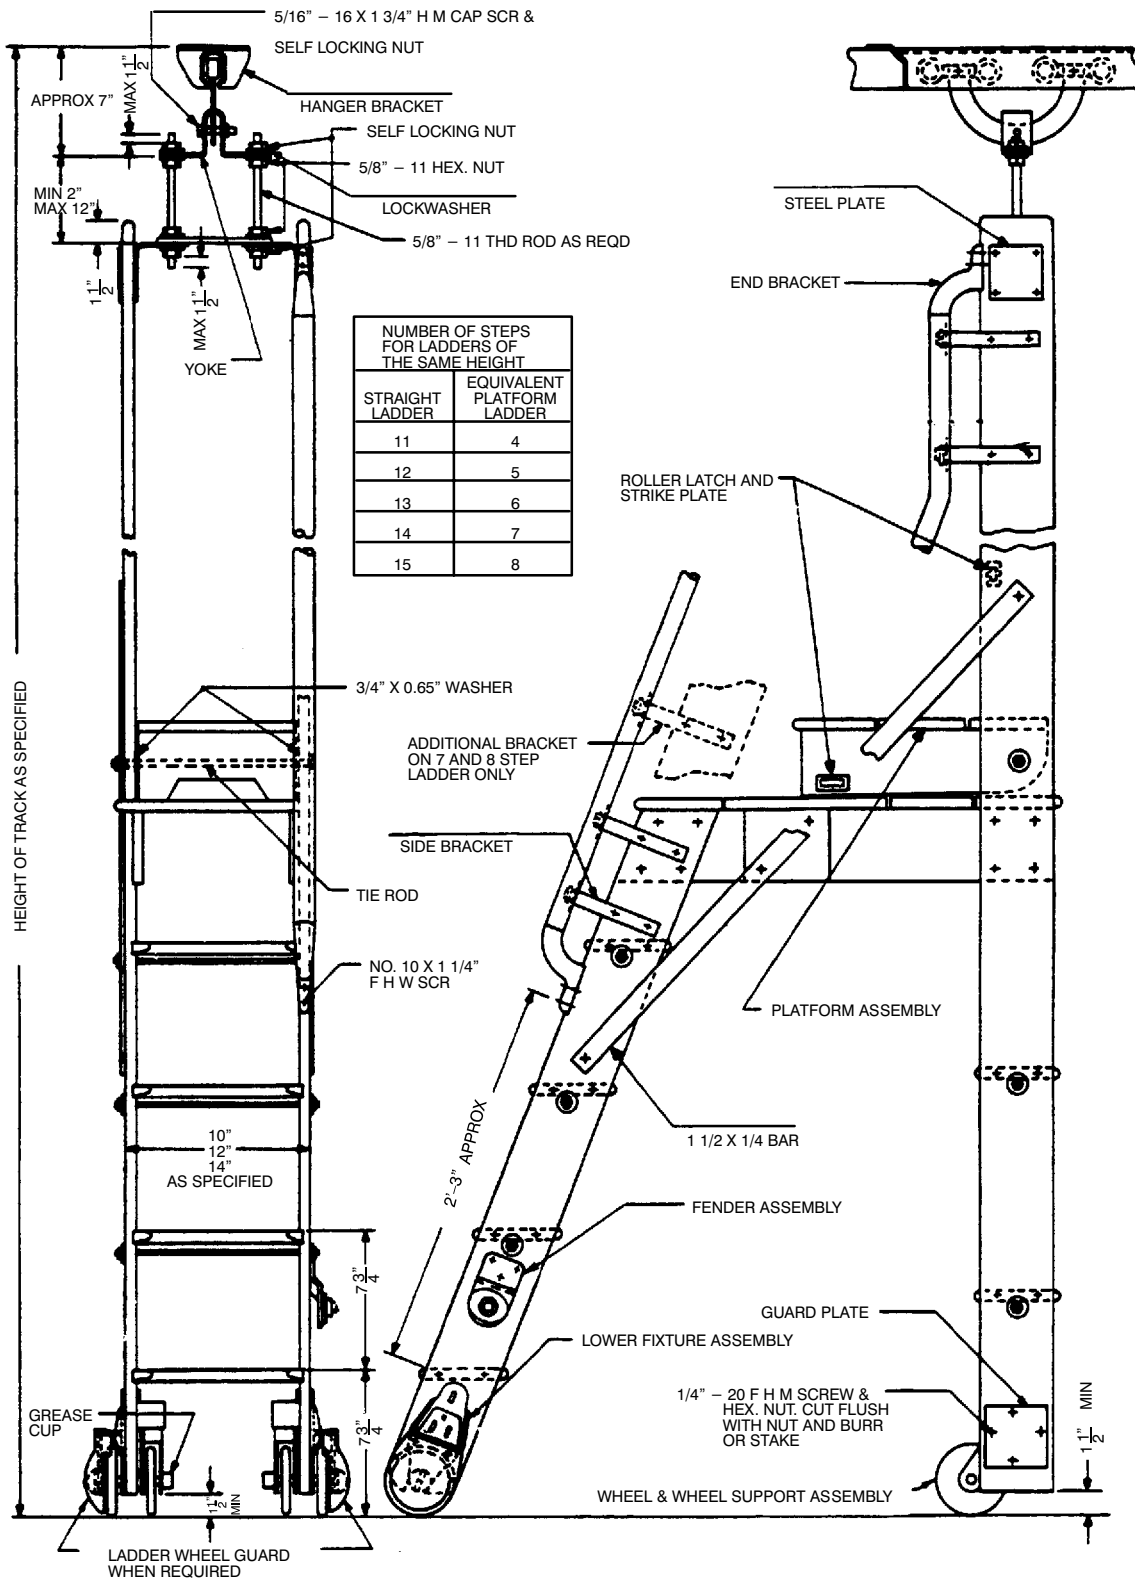 5/16” – 16 X 1 3/4” H M CAP SCR &
SELF LOCKING NUT
APPROX 7”
MAX 1 1/2”
HANGER BRACKET
SELF LOCKING NUT
5/8” – 11 HEX. NUT
MIN 2”
MAX 12”
LOCKWASHER
5/8” – 11 THD ROD AS REQD
1 1/2”
MAX 1 1/2”
YOKE
STEEL PLATE
END BRACKET
NUMBER OF STEPS
FOR LADDERS OF
THE SAME HEIGHT
STRAIGHT
LADDER
EQUIVALENT
PLATFORM
LADDER
11 4
12 5
13 6
14 7
15 8
ROLLER LATCH AND
STRIKE PLATE
HEIGHT OF TRACK AS SPECIFIED
3/4” X 0.65” WASHER
ADDITIONAL BRACKET
ON 7 AND 8 STEP
LADDER ONLY
SIDE BRACKET
TIE ROD
NO. 10 X 1 1/4”
F H W SCR
PLATFORM ASSEMBLY
2’–3” APPROX
1 1/2 X 1/4 BAR
10”
12”
14”
AS SPECIFIED
FENDER ASSEMBLY
7 3/4”
GUARD PLATE
LOWER FIXTURE ASSEMBLY
1/4” – 20 F H M SCREW &
HEX. NUT. CUT FLUSH
WITH NUT AND BURR
OR STAKE
GREASE
CUP
7 3/4”
1 1/2” MIN
1 1/2” MIN
WHEEL & WHEEL SUPPORT ASSEMBLY
LADDER WHEEL GUARD
WHEN REQUIRED